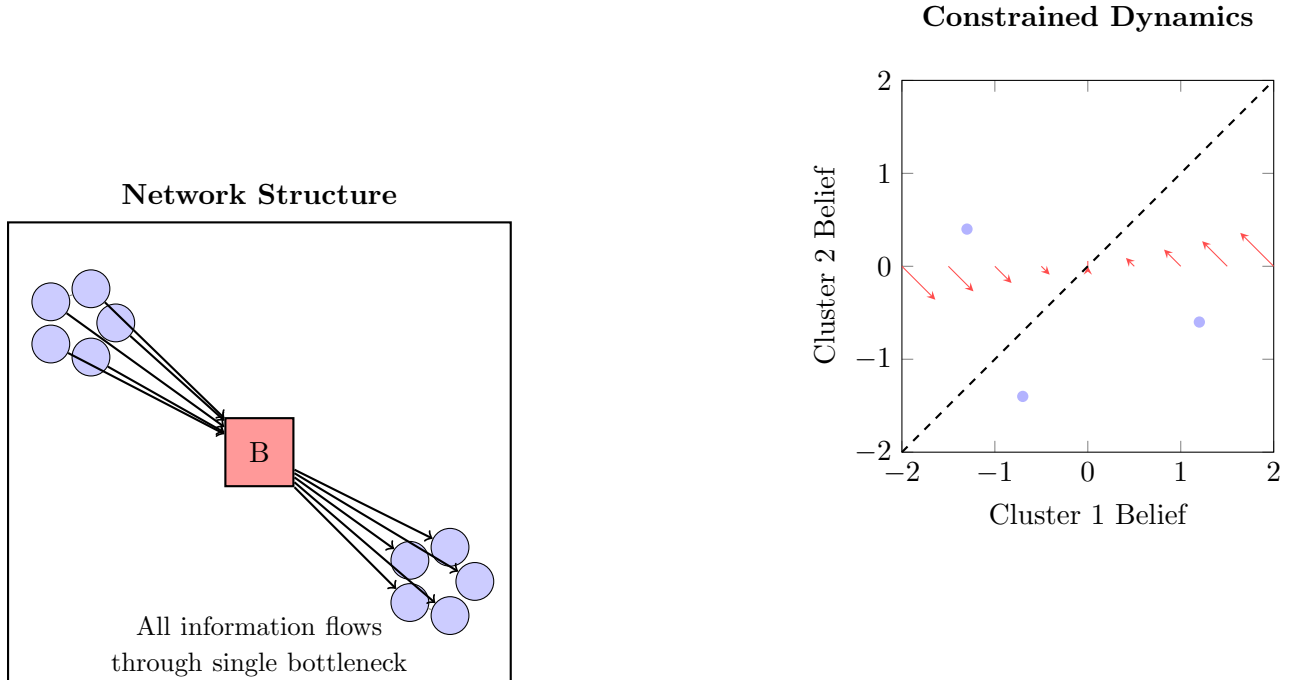 Network Structure
B
All information flows
through single bottleneck
Constrained Dynamics
2
1
0
−1
−2
Cluster 2 Belief
−2 −1 0 1 2
Cluster 1 Belief